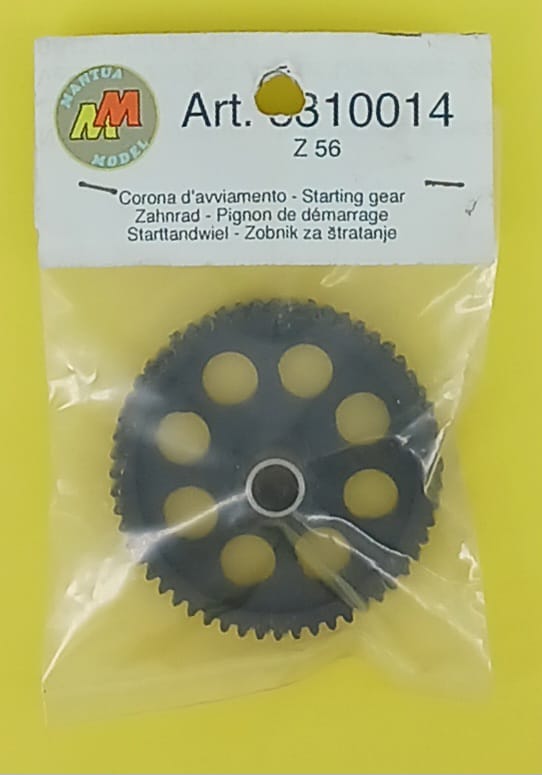 MANTUA
MM
MODEL
Art. 310014
Z 56
Corona d'avviamento - Starting gear
Zahnrad - Pignon de démarrage
Starttandwiel - Zobnik za štratanje